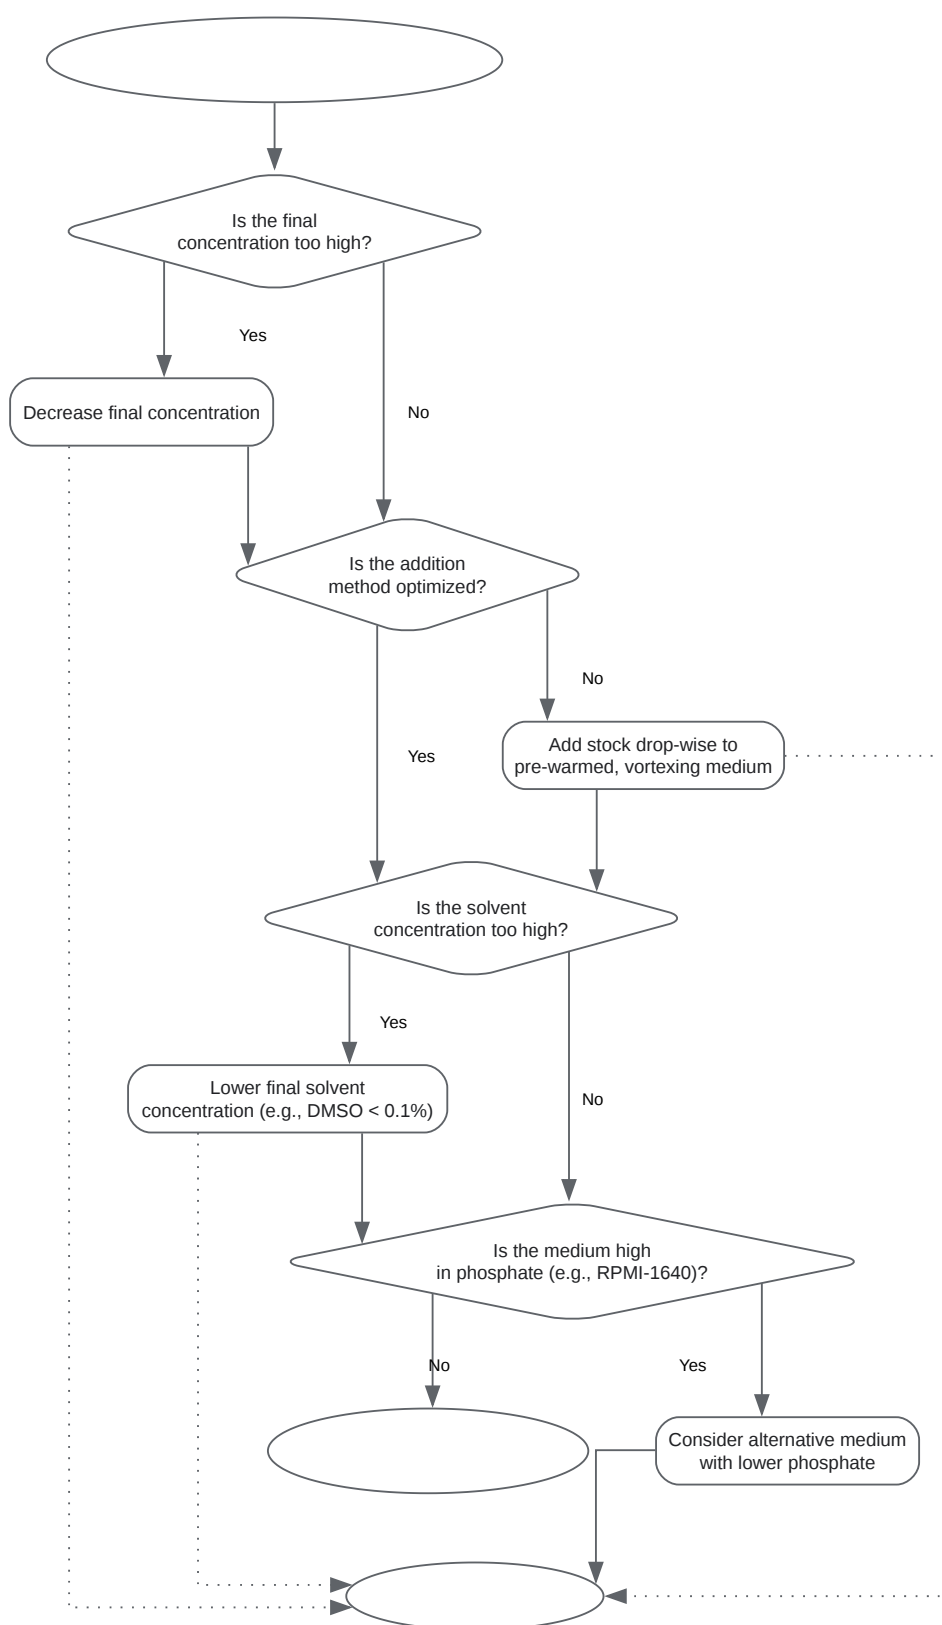 Is the final
concentration too high?
Yes
Decrease final concentration
No
Is the addition
method optimized?
No
Add stock drop-wise to
pre-warmed, vortexing medium
Yes
Is the solvent
concentration too high?
Yes
Lower final solvent
concentration (e.g., DMSO < 0.1%)
No
Is the medium high
in phosphate (e.g., RPMI-1640)?
No
Yes
Consider alternative medium
with lower phosphate